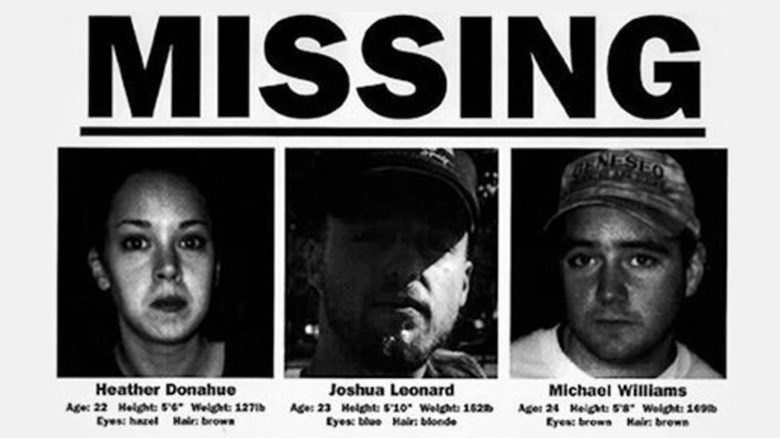 MISSING
GENESEO
Heather Donahue
Age: 22 Height: 5'6" Weight: 127lb
Eyes: hazel Hair: brown
Joshua Leonard
Age: 23 Height: 5'10" Weight: 152lb
Eyes: blue Hair: blonde
Michael Williams
Age: 24 Height: 5'8" Weight: 169lb
Eyes: brown Hair: brown